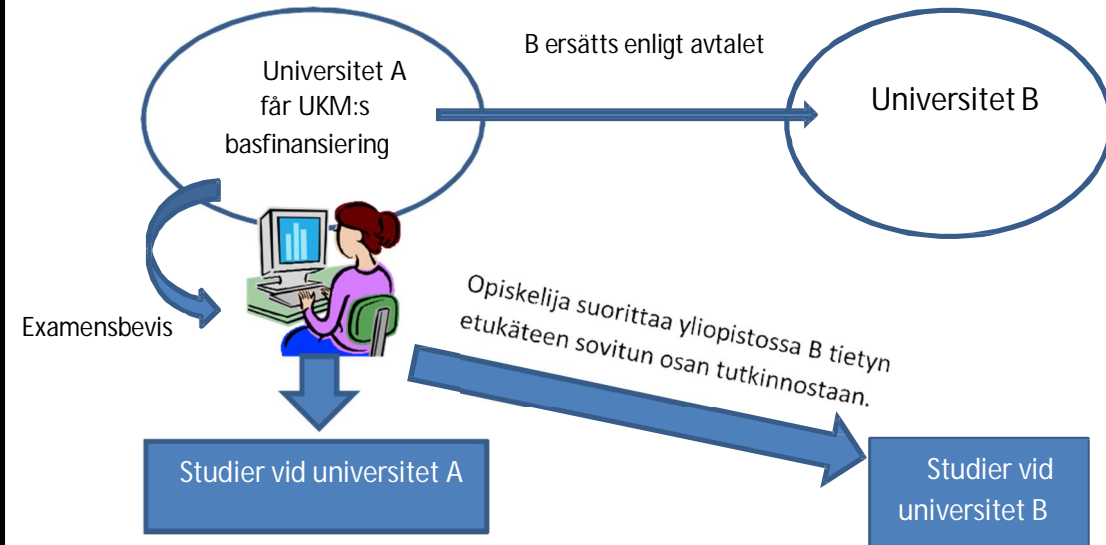 B ersätts enligt avtalet
Universitet A
får UKM:s
basfinansiering
Universitet B
Examensbevis
Opiskelija suorittaa yliopistossa B tietyn
etukäteen sovitun osan tutkinnostaan.
Studier vid universitet A
Studier vid
universitet B